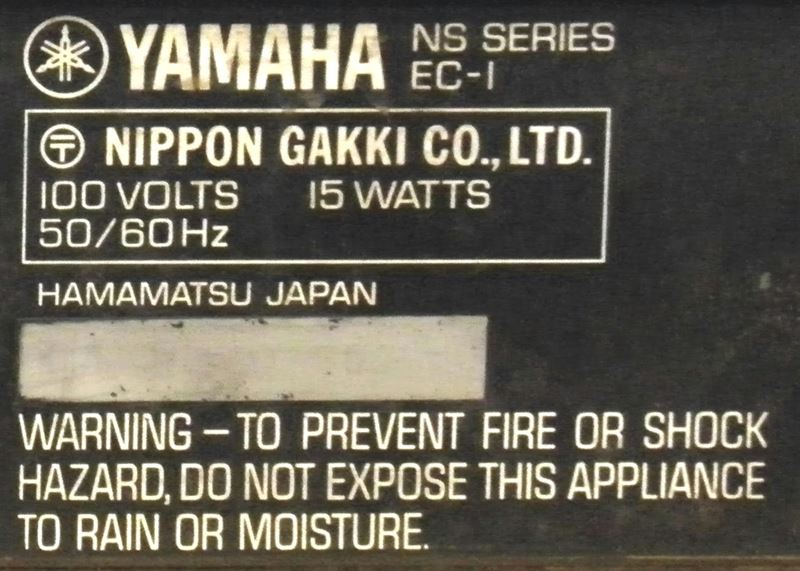 YAMAHA NS SERIES
EC-1
〶 NIPPON GAKKI CO., LTD.
100 VOLTS 15 WATTS
50/60Hz
HAMAMATSU JAPAN
WARNING – TO PREVENT FIRE OR SHOCK
HAZARD, DO NOT EXPOSE THIS APPLIANCE
TO RAIN OR MOISTURE.